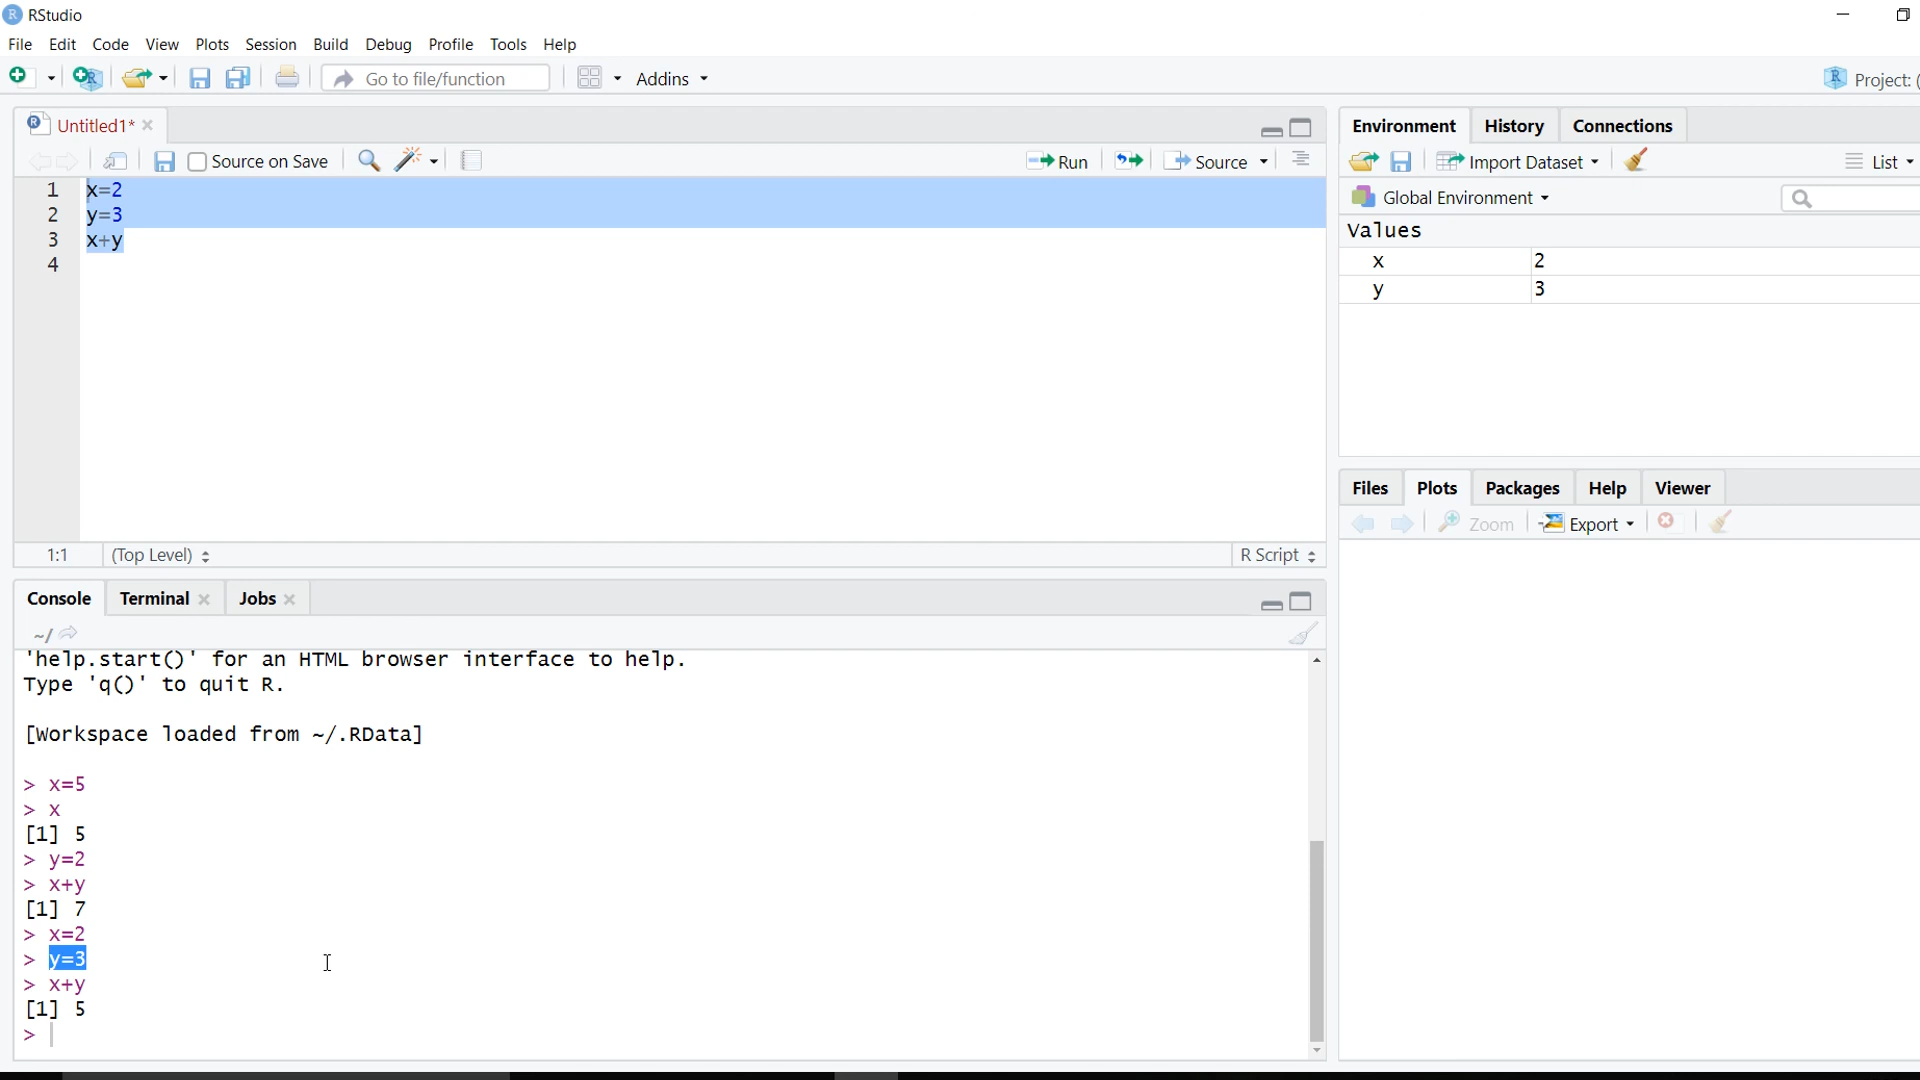 RStudio
File Edit Code View Plots Session Build Debug Profile Tools Help
Go to file/function Addins Project: (
Untitled1* Environment History Connections
Source on Save Run Source Import Dataset List
Global Environment
1 x=2
2 y=3
3 x+y
4
Values
x 2
y 3
Files Plots Packages Help Viewer
Zoom Export
1:1 (Top Level) R Script
Console Terminal Jobs
~/
'help.start()' for an HTML browser interface to help.
Type 'q()' to quit R.
[Workspace loaded from ~/.RData]
> x=5
> x
[1] 5
> y=2
> x+y
[1] 7
> x=2
> y=3
> x+y
[1] 5
>